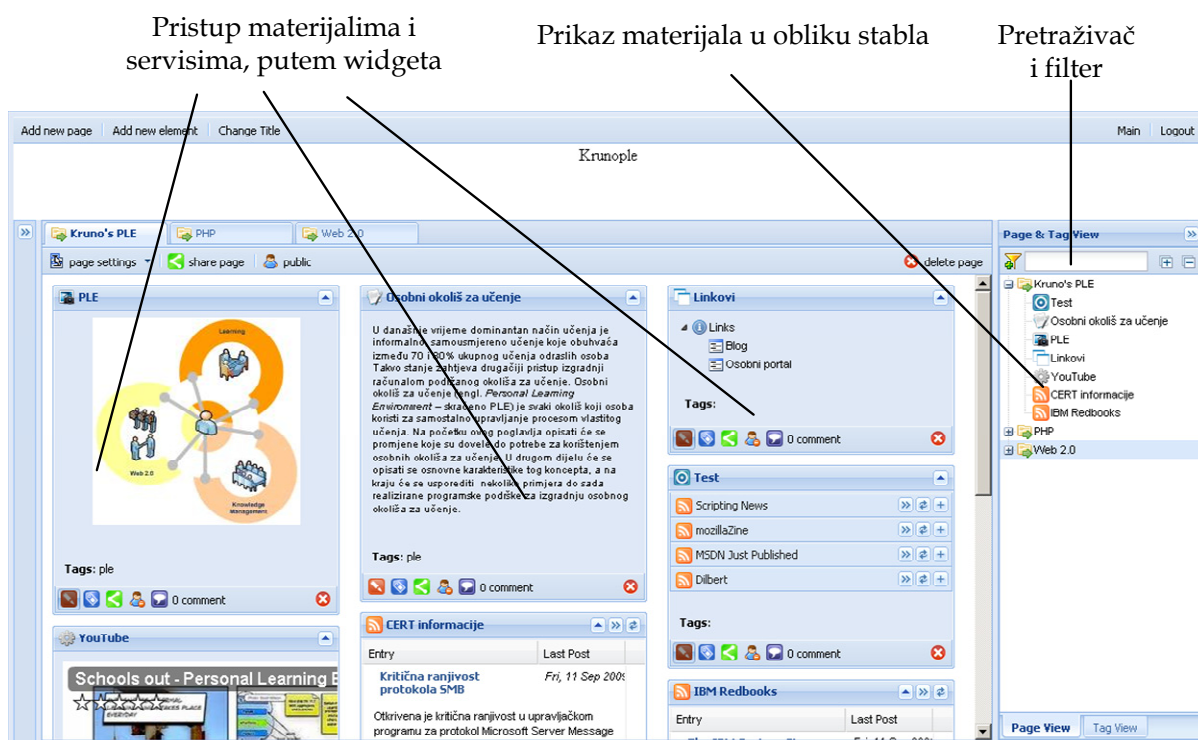 Pristup materijalima i
servisima, putem widgeta
Prikaz materijala u obliku stabla
Pretraživač
i filter
Add new page
Add new element
Change Title
Main
Logout
Krunople
Kruno's PLE
PHP
Web 2.0
page settings
share page
public
delete page
PLE
Learning
Web 2.0
Knowledge
Management
Tags: ple
0 comment
YouTube
Schools out - Personal Learning E
EVERYDAY
Osobni okoliš za učenje
U današnje vrijeme dominantan način učenja je
informalno, samousmjereno učenje koje obuhvaća
između 70 i 80% ukupnog učenja odraslih osoba
Takvo stanje zahtjeva drugačiji pristup izgradnji
računalom podržanog okoliša za učenje. Osobni
okoliš za učenje (engl. Personal Learning
Environment – skraćeno PLE) je svaki okoliš koji osoba
koristi za samostalno upravljanje procesom vlastitog
učenja. Na početku ovog poglavlja opisati će se
promjene koje su dovele do potrebe za korištenjem
osobnih okoliša za učenje. U drugom dijelu će se
opisati se osnovne karakteristike tog koncepta, a na
kraju će se usporediti nekoliko primjera do sada
realizirane programske podrške za izgradnju osobnog
okoliša za učenje.
Tags: ple
0 comment
CERT informacije
Entry
Last Post
Kritična ranjivost
protokola SMB
Fri, 11 Sep 2009
Otkrivena je kritična ranjivost u upravljačkom
programu za protokol Microsoft Server Message
Linkovi
Links
Blog
Osobni portal
Tags:
0 comment
Test
Scripting News
mozillaZine
MSDN Just Published
Dilbert
Tags:
0 comment
IBM Redbooks
Entry
Last Post
Page & Tag View
Kruno's PLE
Test
Osobni okoliš za učenje
PLE
Linkovi
YouTube
CERT informacije
IBM Redbooks
PHP
Web 2.0
Page View
Tag View